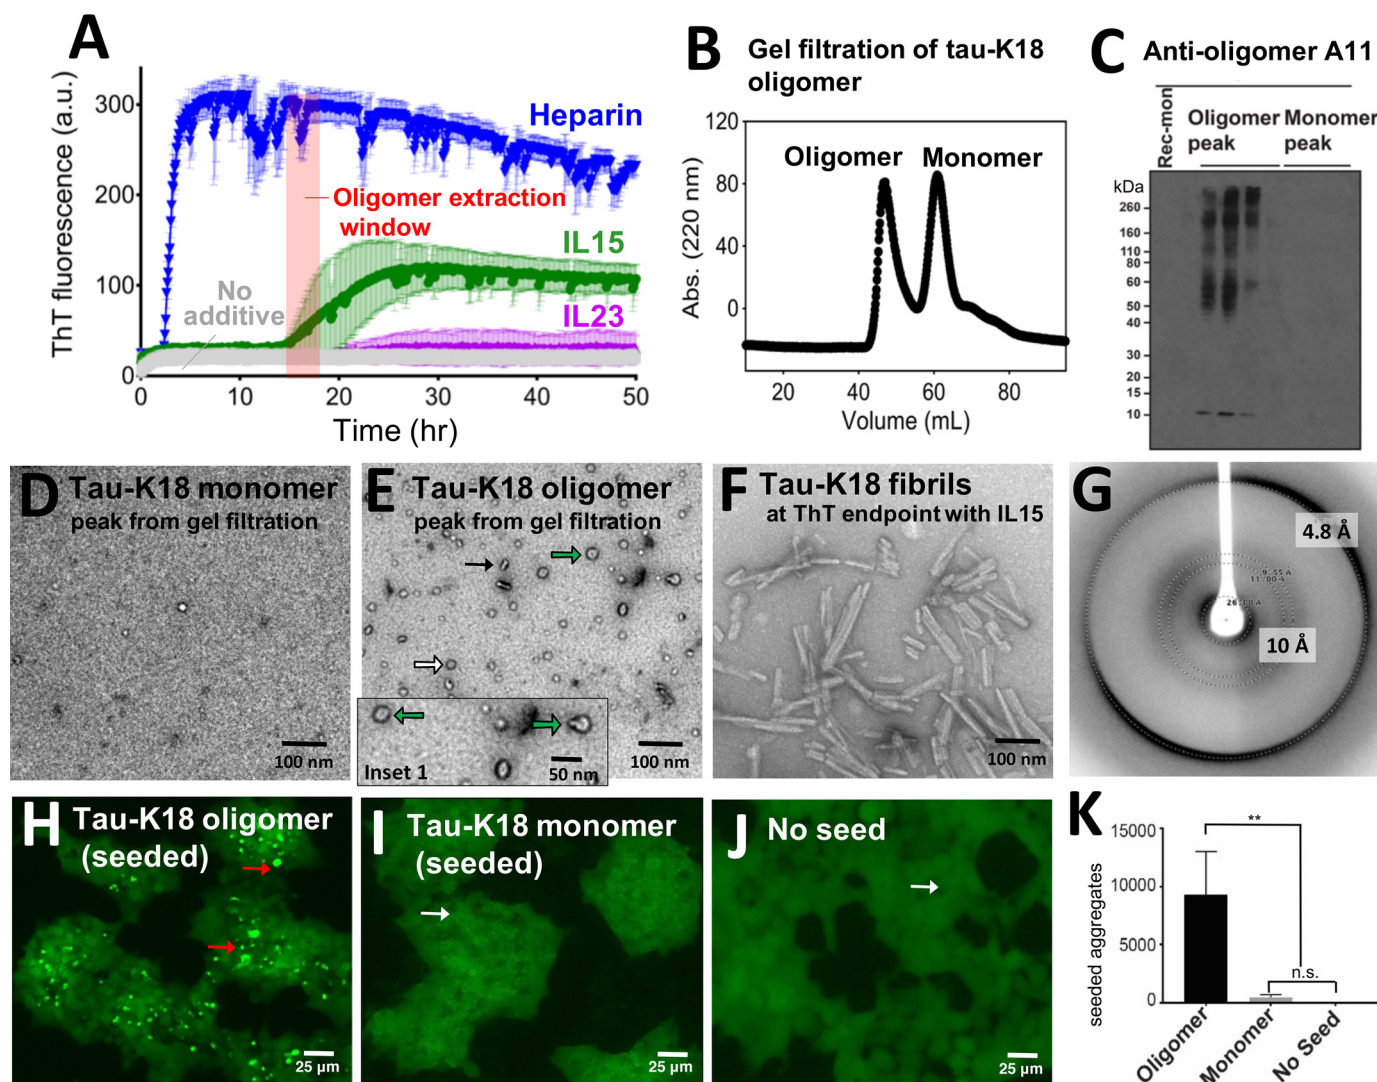 A
ThT fluorescence (a.u.)
300
200
100
0
Heparin
Oligomer extraction
window
IL15
No
additive
IL23
0
10
20
30
40
50
Time (hr)
B
Gel filtration of tau-K18
oligomer
Abs. (220 nm)
120
80
40
0
Oligomer
Monomer
20
40
60
80
Volume (mL)
C
Anti-oligomer A11
Rec-mon
Oligomer
peak
Monomer
peak
kDa
260
160
110
80
60
50
40
30
20
15
10
D
Tau-K18 monomer
peak from gel filtration
100 nm
E
Tau-K18 oligomer
peak from gel filtration
Inset 1
50 nm
100 nm
F
Tau-K18 fibrils
at ThT endpoint with IL15
100 nm
G
4.8 Å
9.55 A
11.00 A
26.00 A
10 Å
H
Tau-K18 oligomer
(seeded)
25 µm
I
Tau-K18 monomer
(seeded)
25 µm
J
No seed
25 µm
K
seeded aggregates
15000
10000
5000
0
**
n.s.
Oligomer
Monomer
No Seed